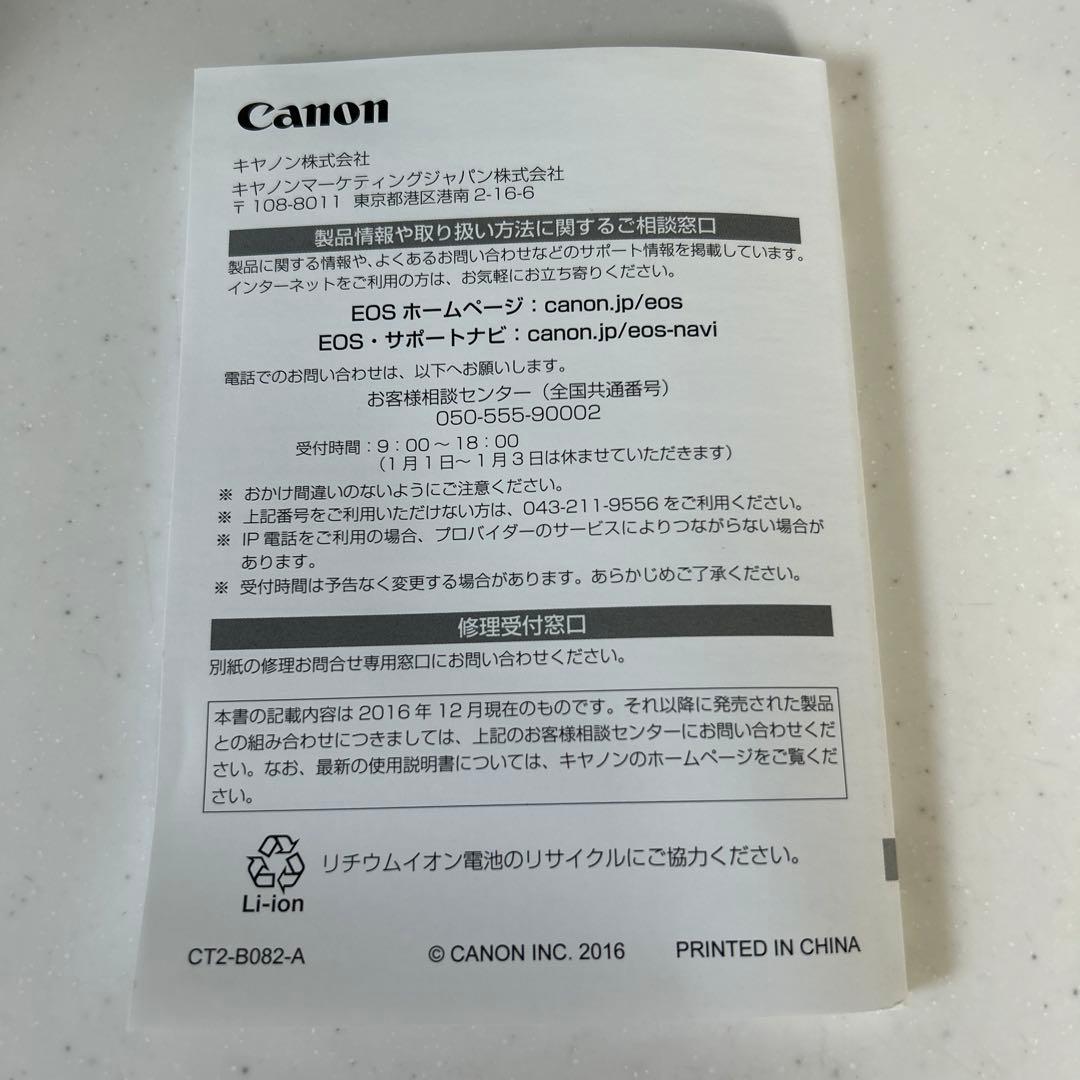 Canon
キヤノン株式会社
キヤノンマーケティングジャパン株式会社
〒108-8011 東京都港区港南 2-16-6
製品情報や取り扱い方法に関するご相談窓口
製品に関する情報や、よくあるお問い合わせなどのサポート情報を掲載しています。
インターネットをご利用の方は、お気軽にお立ち寄りください。
EOS ホームページ：canon.jp/eos
EOS・サポートナビ：canon.jp/eos-navi
電話でのお問い合わせは、以下へお願いします。
お客様相談センター（全国共通番号）
050-555-90002
受付時間：9：00～18：00
（1月1日～1月3日は休ませていただきます）
※ おかけ間違いのないようにご注意ください。
※ 上記番号をご利用いただけない方は、043-211-9556をご利用ください。
※ IP電話をご利用の場合、プロバイダーのサービスによりつながらない場合が
あります。
※ 受付時間は予告なく変更する場合があります。あらかじめご了承ください。
修理受付窓口
別紙の修理お問合せ専用窓口にお問い合わせください。
本書の記載内容は 2016年12月現在のものです。それ以降に発売された製品
との組み合わせにつきましては、上記のお客様相談センターにお問い合わせくだ
さい。なお、最新の使用説明書については、キヤノンのホームページをご覧くだ
さい。
リチウムイオン電池のリサイクルにご協力ください。
Li-ion
CT2-B082-A © CANON INC. 2016 PRINTED IN CHINA